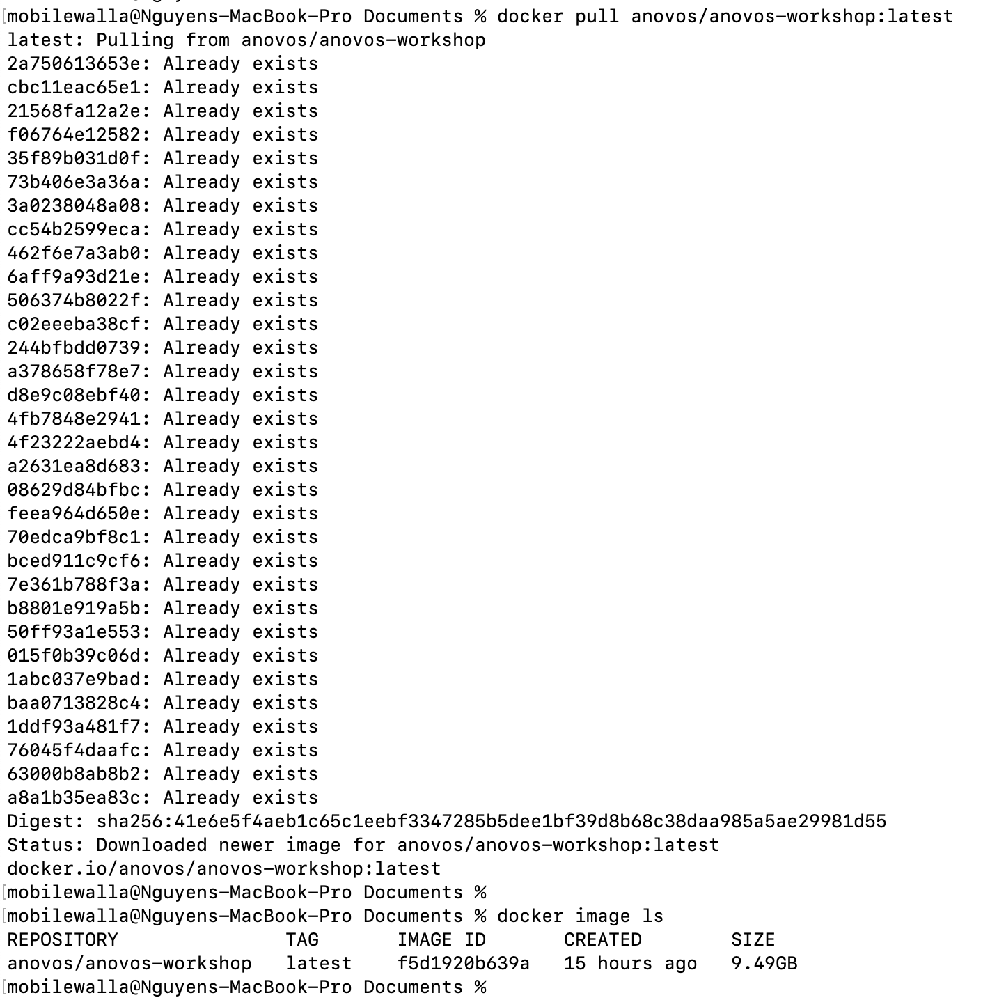 [mobilewalla@Nguyens-MacBook-Pro Documents % docker pull anovos/anovos-workshop:latest
latest: Pulling from anovos/anovos-workshop
2a750613653e: Already exists
cbc11eac65e1: Already exists
21568fa12a2e: Already exists
f06764e12582: Already exists
35f89b031d0f: Already exists
73b406e3a36a: Already exists
3a0238048a08: Already exists
cc54b2599eca: Already exists
462f6e7a3ab0: Already exists
6aff9a93d21e: Already exists
506374b8022f: Already exists
c02eeeba38cf: Already exists
244bfbdd0739: Already exists
a378658f78e7: Already exists
d8e9c08ebf40: Already exists
4fb7848e2941: Already exists
4f23222aebd4: Already exists
a2631ea8d683: Already exists
08629d84bfbc: Already exists
feea964d650e: Already exists
70edca9bf8c1: Already exists
bced911c9cf6: Already exists
7e361b788f3a: Already exists
b8801e919a5b: Already exists
50ff93a1e553: Already exists
015f0b39c06d: Already exists
1abc037e9bad: Already exists
baa0713828c4: Already exists
1ddf93a481f7: Already exists
76045f4daafc: Already exists
63000b8ab8b2: Already exists
a8a1b35ea83c: Already exists
Digest: sha256:41e6e5f4aeb1c65c1eebf3347285b5dee1bf39d8b68c38daa985a5ae29981d55
Status: Downloaded newer image for anovos/anovos-workshop:latest
docker.io/anovos/anovos-workshop:latest
[mobilewalla@Nguyens-MacBook-Pro Documents %
[mobilewalla@Nguyens-MacBook-Pro Documents % docker image ls
REPOSITORY TAG IMAGE ID CREATED SIZE
anovos/anovos-workshop latest f5d1920b639a 15 hours ago 9.49GB
[mobilewalla@Nguyens-MacBook-Pro Documents %